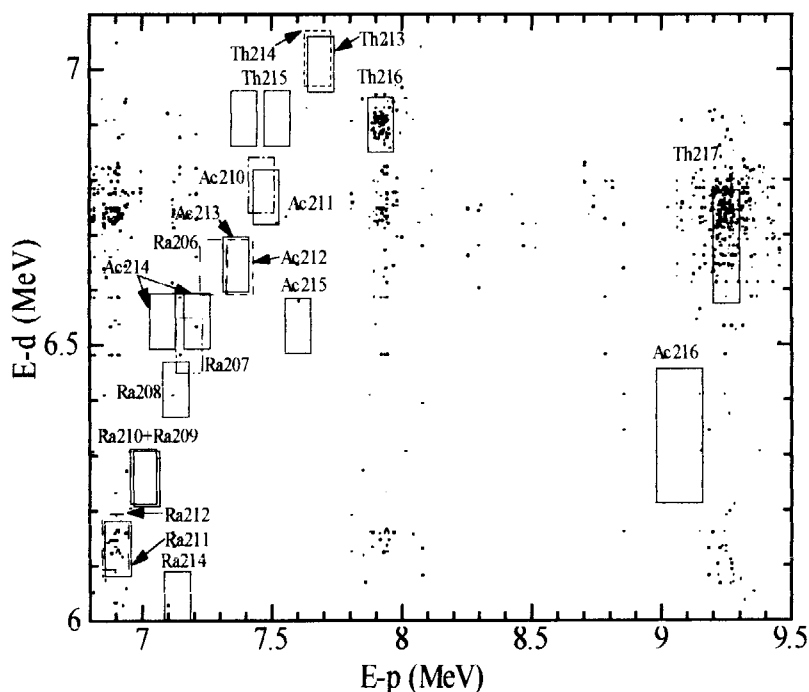 Th214
Th213
7
Th215
Th216
Th217
Ac210
Ac211
Ac213
Ra206
Ac212
Ac214
Ac215
E-d (MeV)
6.5
Ac216
Ra207
Ra208
Ra210+Ra209
Ra212
Ra211
Ra214
6
7
7.5
8
8.5
9
9.5
E-p (MeV)